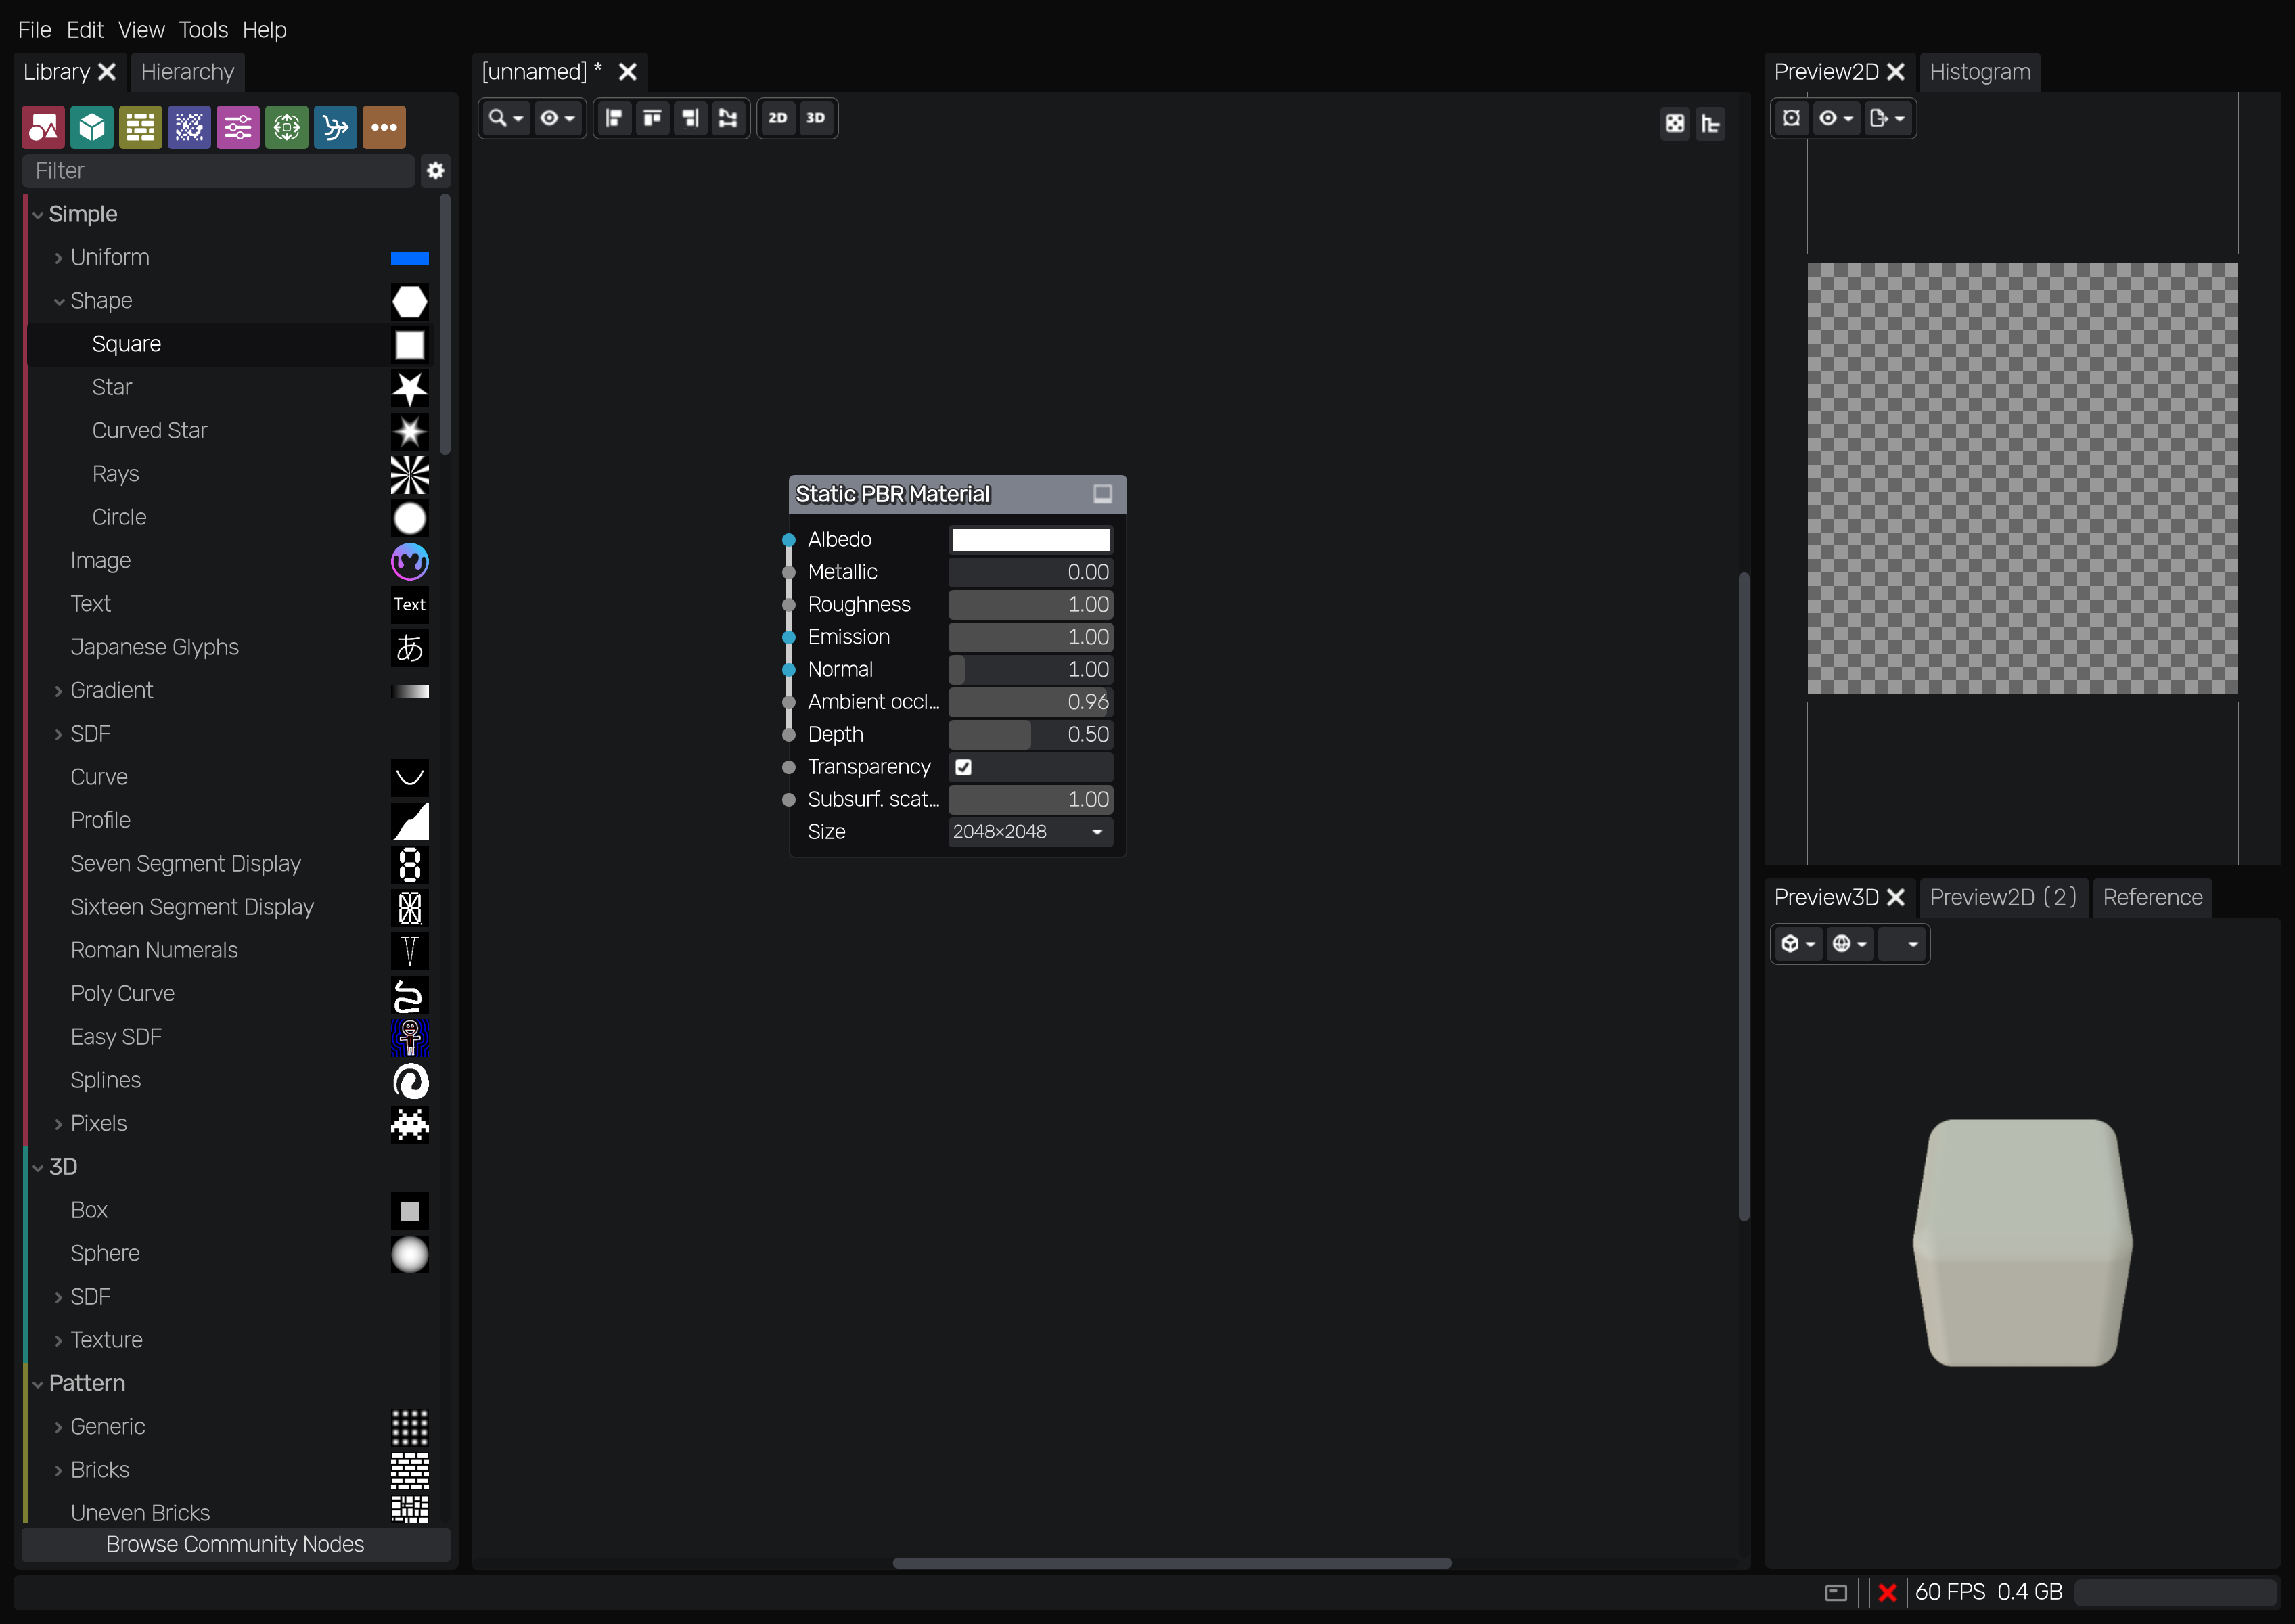 File Edit View Tools Help
Library Hierarchy
Filter
Simple
Uniform
Shape
Square
Star
Curved Star
Rays
Circle
Image
Text Text
Japanese Glyphs あ
Gradient
SDF
Curve
Profile
Seven Segment Display
Sixteen Segment Display
Roman Numerals
Poly Curve
Easy SDF
Splines
Pixels
3D
Box
Sphere
SDF
Texture
Pattern
Generic
Bricks
Uneven Bricks
Browse Community Nodes
[unnamed] *
2D 3D
Static PBR Material
Albedo
Metallic 0.00
Roughness 1.00
Emission 1.00
Normal 1.00
Ambient occl... 0.96
Depth 0.50
Transparency
Subsurf. scat... 1.00
Size 2048×2048
Preview2D Histogram
Preview3D Preview2D (2) Reference
60 FPS 0.4 GB